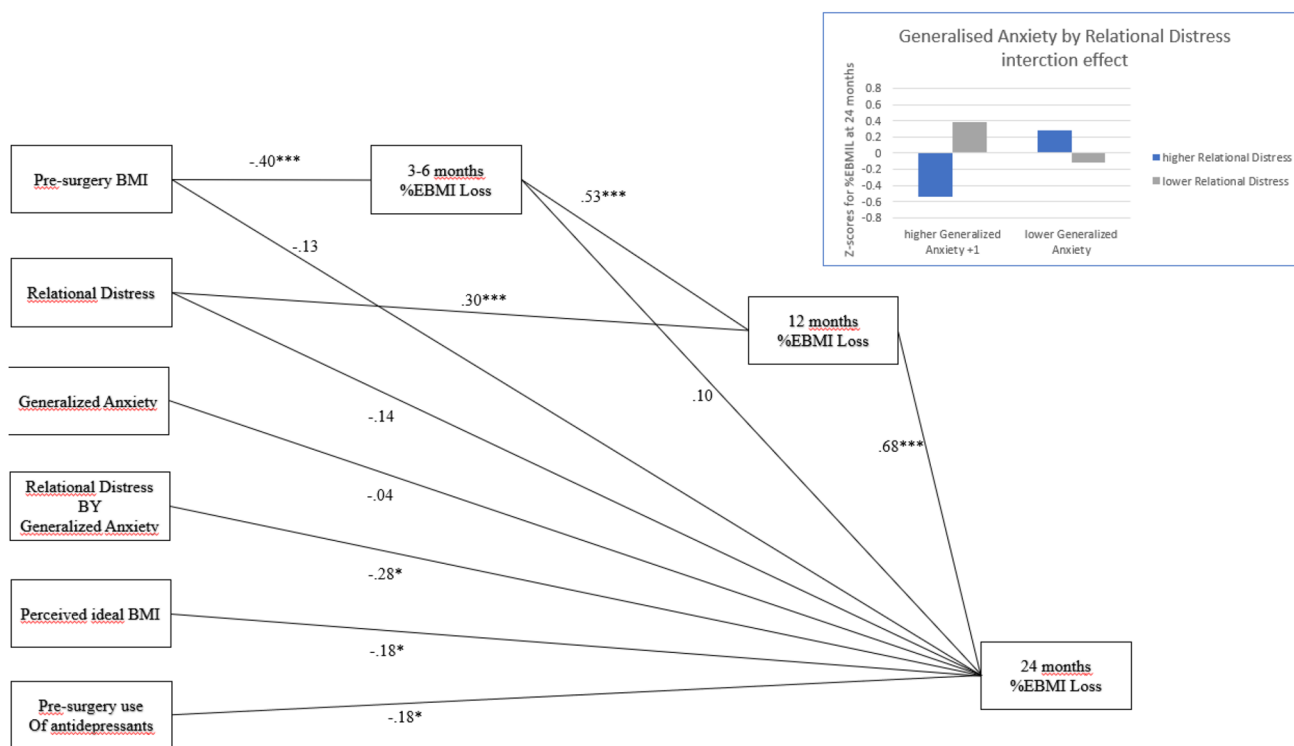 Generalised Anxiety by Relational Distress
interction effect
Z-scores for %EBMIL at 24 months
0.8
0.6
0.4
0.2
0
-0.2
-0.4
-0.6
-0.8
higher Generalized
Anxiety +1
lower Generalized
Anxiety
higher Relational Distress
lower Relational Distress
Pre-surgery BMI
-.40***
3-6 months
%EBMI Loss
.53***
-.13
Relational Distress
.30***
12 months
%EBMI Loss
Generalized Anxiety
-.14
.10
.68***
Relational Distress
BY
Generalized Anxiety
-.04
-.28*
Perceived ideal BMI
-.18*
24 months
%EBMI Loss
Pre-surgery use
Of antidepressants
-.18*